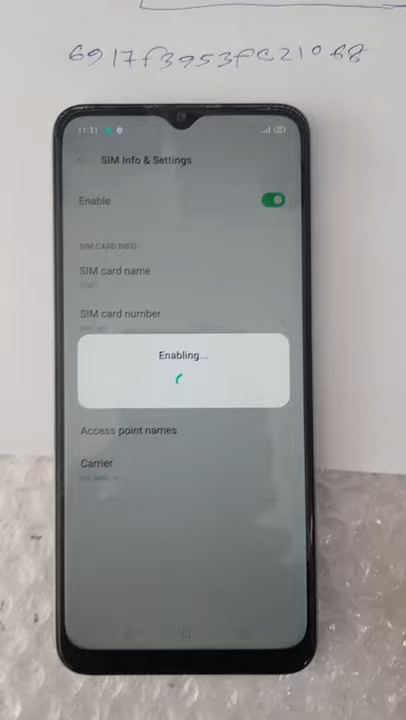 6917f3953fc21068
11:31
SIM Info & Settings
Enable
SIM CARD INFO
SIM card name
SIM card number
Enabling...
Access point names
Carrier